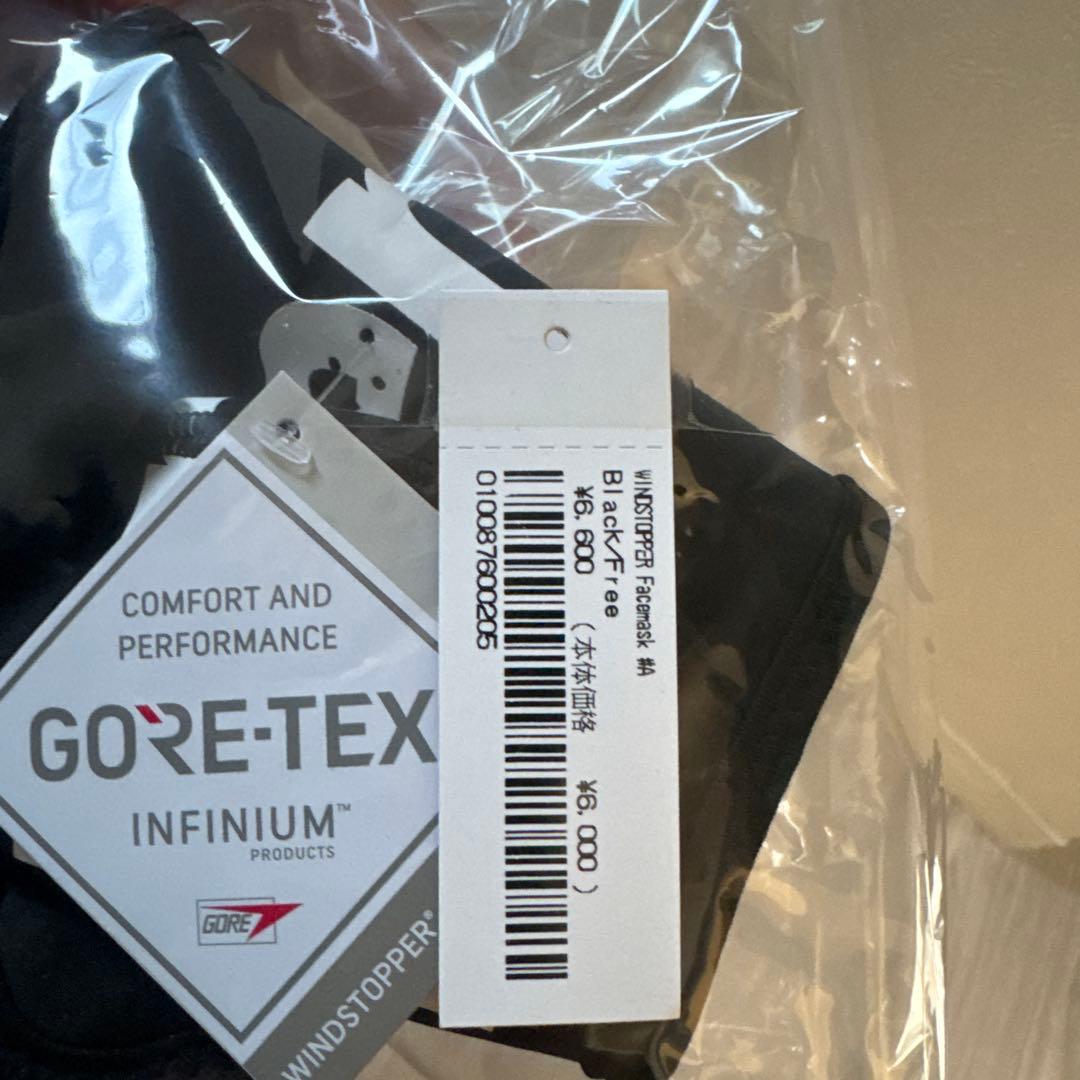 WINDSTOPPER Facemask #A
Black/Free
¥6,600 (本体価格 ¥6,000)
0100876000205
COMFORT AND
PERFORMANCE
GORE-TEX
INFINIUM™
PRODUCTS
GORE
WINDSTOPPER®